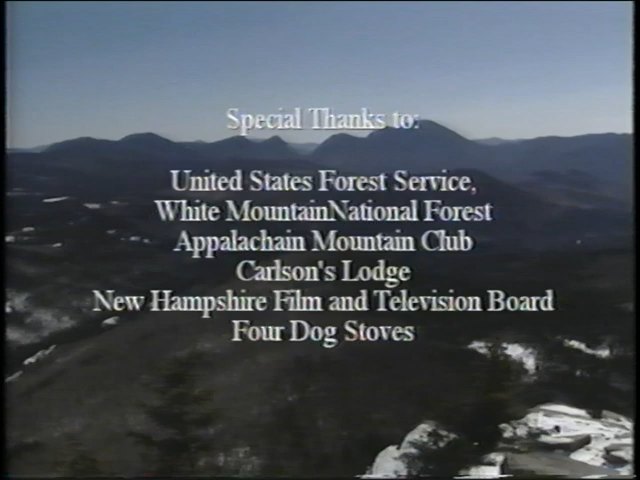 Special Thanks to:
United States Forest Service,
White MountainNational Forest
Appalachain Mountain Club
Carlson's Lodge
New Hampshire Film and Television Board
Four Dog Stoves